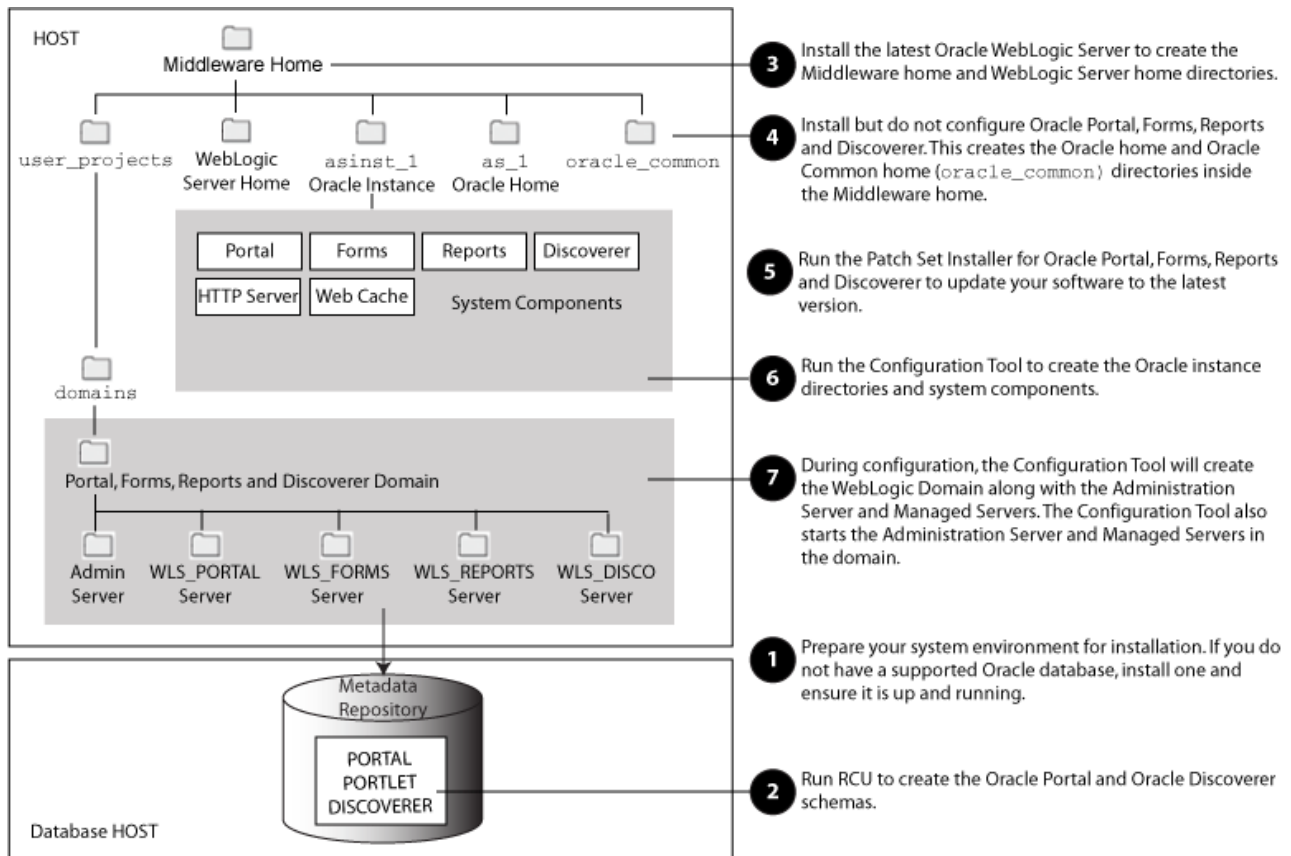 HOST
Middleware Home
user_projects
WebLogic
Server Home
asinst_1
Oracle Instance
as_1
Oracle Home
oracle_common
Portal
Forms
Reports
Discoverer
HTTP Server
Web Cache
System Components
domains
Portal, Forms, Reports and Discoverer Domain
Admin
Server
WLS_PORTAL
Server
WLS_FORMS
Server
WLS_REPORTS
Server
WLS_DISCO
Server
Metadata
Repository
PORTAL
PORTLET
DISCOVERER
Database HOST
3
Install the latest Oracle WebLogic Server to create the
Middleware home and WebLogic Server home directories.
4
Install but do not configure Oracle Portal, Forms, Reports
and Discoverer. This creates the Oracle home and Oracle
Common home (oracle_common) directories inside
the Middleware home.
5
Run the Patch Set Installer for Oracle Portal, Forms, Reports
and Discoverer to update your software to the latest
version.
6
Run the Configuration Tool to create the Oracle instance
directories and system components.
7
During configuration, the Configuration Tool will create
the WebLogic Domain along with the Administration
Server and Managed Servers. The Configuration Tool also
starts the Administration Server and Managed Servers in
the domain.
1
Prepare your system environment for installation. If you do
not have a supported Oracle database, install one and
ensure it is up and running.
2
Run RCU to create the Oracle Portal and Oracle Discoverer
schemas.